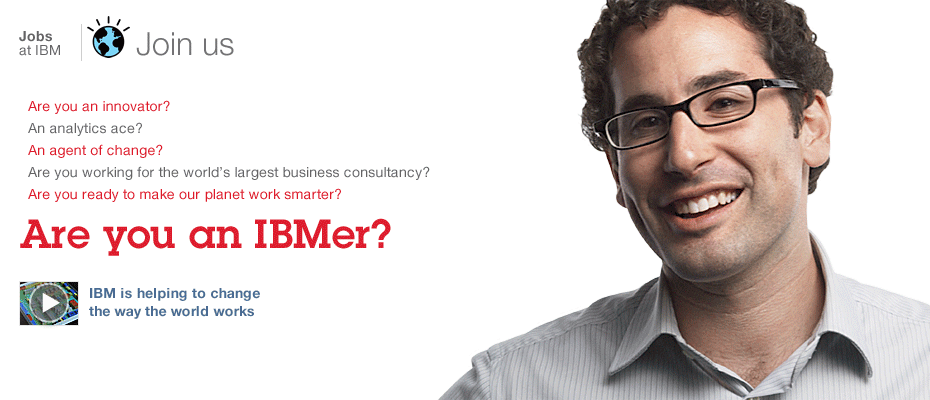 Jobs
at IBM
Join us
Are you an innovator?
An analytics ace?
An agent of change?
Are you working for the world's largest business consultancy?
Are you ready to make our planet work smarter?
Are you an IBMer?
IBM is helping to change
the way the world works